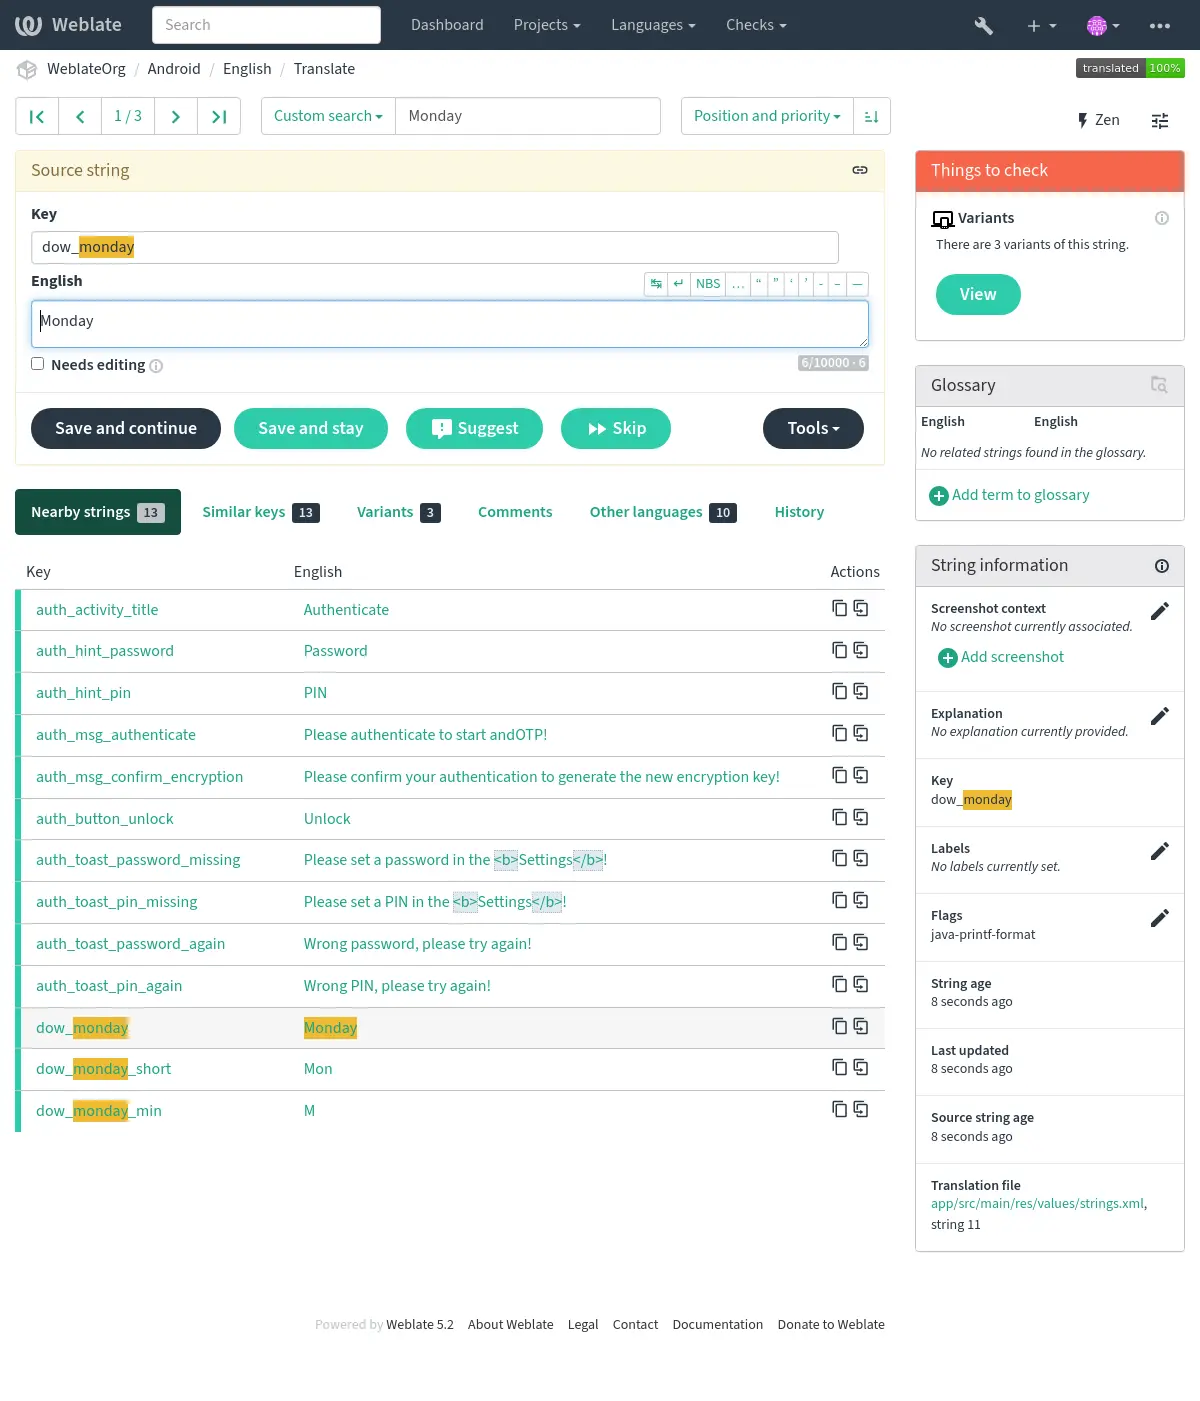 Weblate Search Dashboard Projects Languages Checks
WeblateOrg / Android / English / Translate translated 100%
1 / 3 Custom search Monday Position and priority Zen
Source string
Key
dow_monday
English NBS … “ ” ‘ ’ - – —
Monday
Needs editing 6/10000 · 6
Save and continue Save and stay Suggest Skip Tools
Nearby strings 13 Similar keys 13 Variants 3 Comments Other languages 10 History
Key English Actions
auth_activity_title Authenticate
auth_hint_password Password
auth_hint_pin PIN
auth_msg_authenticate Please authenticate to start andOTP!
auth_msg_confirm_encryption Please confirm your authentication to generate the new encryption key!
auth_button_unlock Unlock
auth_toast_password_missing Please set a password in the <b>Settings</b>!
auth_toast_pin_missing Please set a PIN in the <b>Settings</b>!
auth_toast_password_again Wrong password, please try again!
auth_toast_pin_again Wrong PIN, please try again!
dow_monday Monday
dow_monday_short Mon
dow_monday_min M
Things to check
Variants
There are 3 variants of this string.
View
Glossary
English English
No related strings found in the glossary.
Add term to glossary
String information
Screenshot context
No screenshot currently associated.
Add screenshot
Explanation
No explanation currently provided.
Key
dow_monday
Labels
No labels currently set.
Flags
java-printf-format
String age
8 seconds ago
Last updated
8 seconds ago
Source string age
8 seconds ago
Translation file
app/src/main/res/values/strings.xml,
string 11
Powered by Weblate 5.2 About Weblate Legal Contact Documentation Donate to Weblate